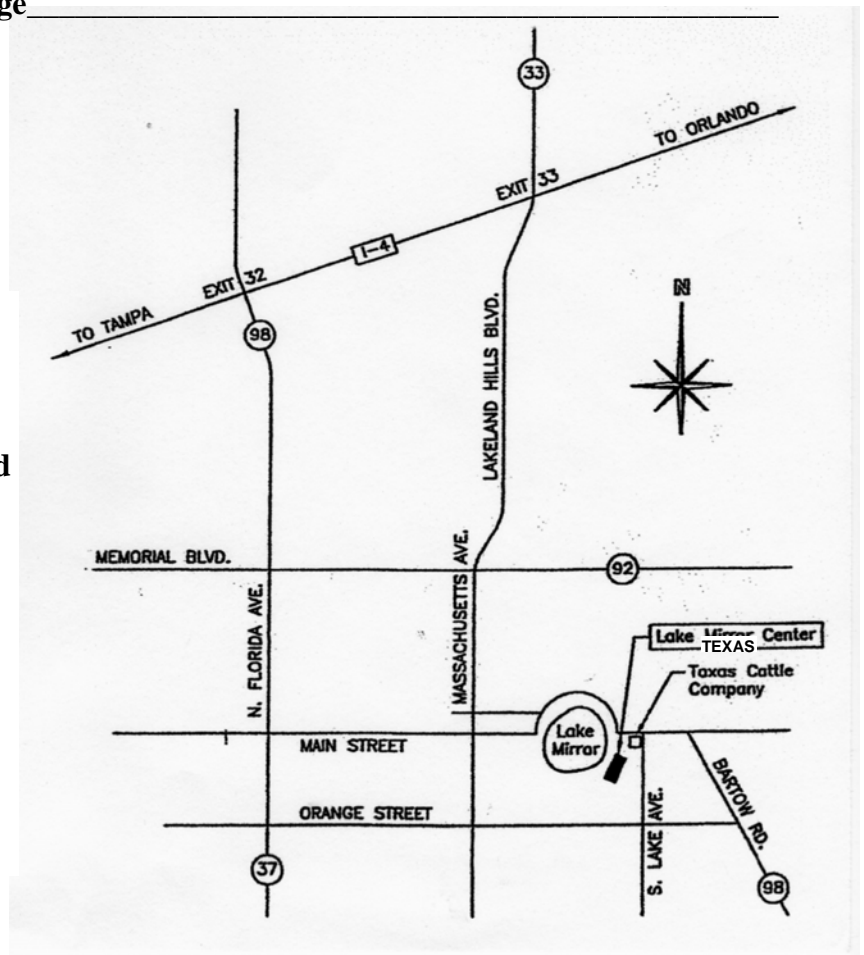 ge
33
TO ORLANDO
EXIT 33
I-4
EXIT 32
TO TAMPA
98
N
LAKELAND HILLS BLVD.
d
MEMORIAL BLVD.
92
MASSACHUSETTS AVE.
N. FLORIDA AVE.
Lake Mirror Center
TEXAS
Taxas Cattle
Company
Lake
Mirror
MAIN STREET
BARTOW RD.
ORANGE STREET
S. LAKE AVE.
37
98